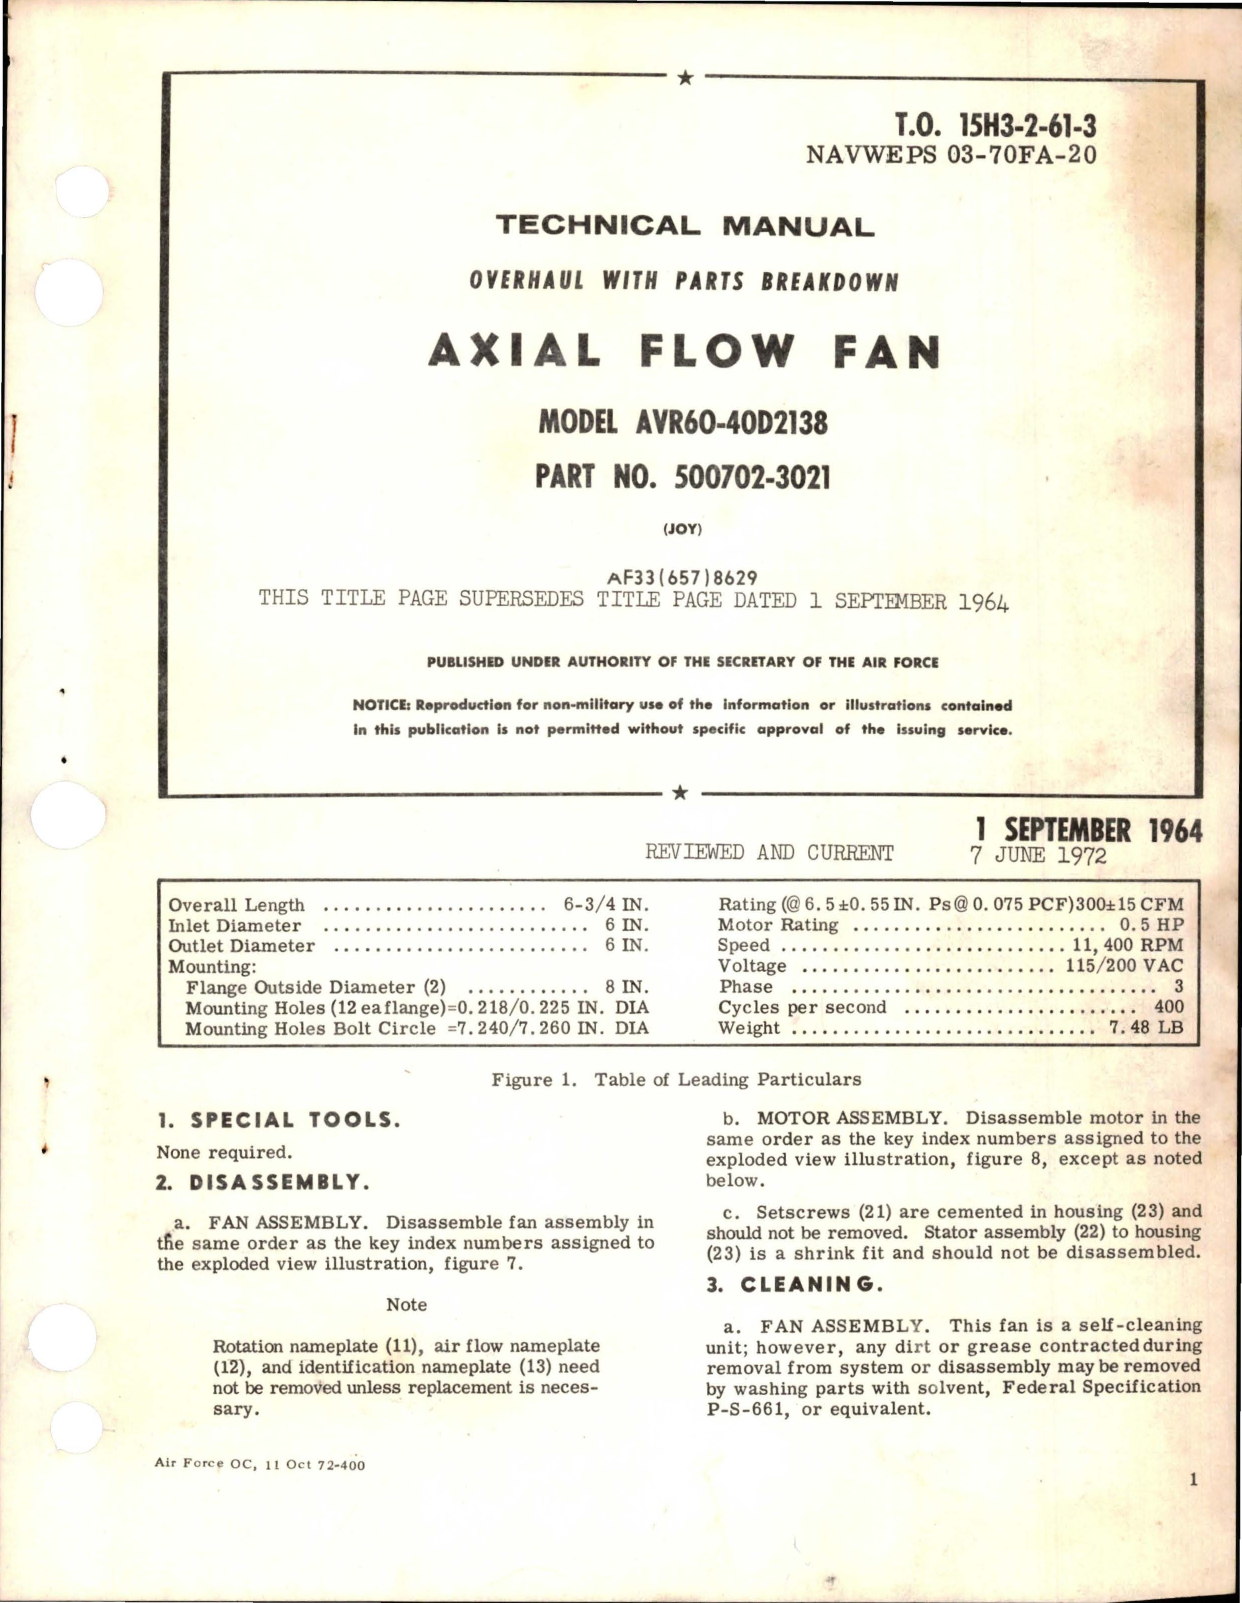 T.O. 15H3-2-61-3
NAVWEPS 03-70FA-20
TECHNICAL MANUAL
OVERHAUL WITH PARTS BREAKDOWN
AXIAL FLOW FAN
MODEL AVR60-40D2138
PART NO. 500702-3021
(JOY)
AF33(657)8629
THIS TITLE PAGE SUPERSEDES TITLE PAGE DATED 1 SEPTEMBER 1964
PUBLISHED UNDER AUTHORITY OF THE SECRETARY OF THE AIR FORCE
NOTICE: Reproduction for non-military use of the information or illustrations contained
in this publication is not permitted without specific approval of the issuing service.
1 SEPTEMBER 1964
REVIEWED AND CURRENT 7 JUNE 1972
Overall Length ...................... 6-3/4 IN.
Inlet Diameter .......................... 6 IN.
Outlet Diameter ......................... 6 IN.
Mounting:
Flange Outside Diameter (2) ............ 8 IN.
Mounting Holes (12 ea flange)=0.218/0.225 IN. DIA
Mounting Holes Bolt Circle =7.240/7.260 IN. DIA
Rating (@ 6.5±0.55 IN. Ps@ 0.075 PCF)300±15 CFM
Motor Rating ......................... 0.5 HP
Speed ............................ 11,400 RPM
Voltage ......................... 115/200 VAC
Phase .................................... 3
Cycles per second ....................... 400
Weight .............................. 7.48 LB
Figure 1. Table of Leading Particulars
1. SPECIAL TOOLS.
None required.
2. DISASSEMBLY.
a. FAN ASSEMBLY. Disassemble fan assembly in
the same order as the key index numbers assigned to
the exploded view illustration, figure 7.
Note
Rotation nameplate (11), air flow nameplate
(12), and identification nameplate (13) need
not be removed unless replacement is neces-
sary.
b. MOTOR ASSEMBLY. Disassemble motor in the
same order as the key index numbers assigned to the
exploded view illustration, figure 8, except as noted
below.
c. Setscrews (21) are cemented in housing (23) and
should not be removed. Stator assembly (22) to housing
(23) is a shrink fit and should not be disassembled.
3. CLEANING.
a. FAN ASSEMBLY. This fan is a self-cleaning
unit; however, any dirt or grease contracted during
removal from system or disassembly may be removed
by washing parts with solvent, Federal Specification
P-S-661, or equivalent.
Air Force OC, 11 Oct 72-400
1